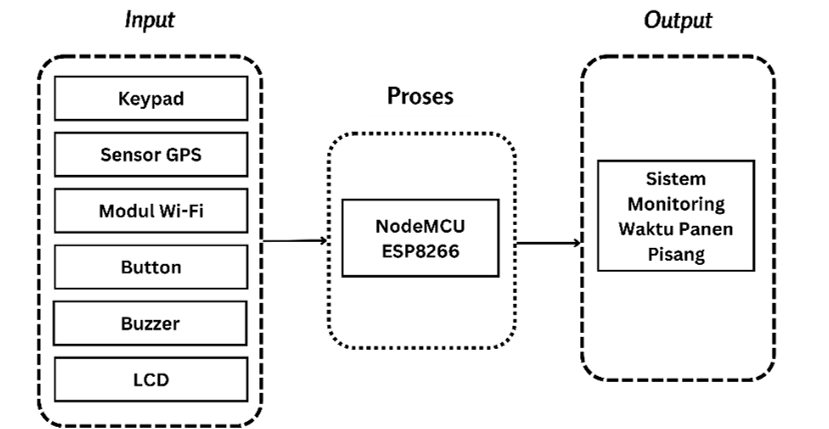 Input
Keypad
Sensor GPS
Modul Wi-Fi
Button
Buzzer
LCD
Proses
NodeMCU
ESP8266
Output
Sistem
Monitoring
Waktu Panen
Pisang